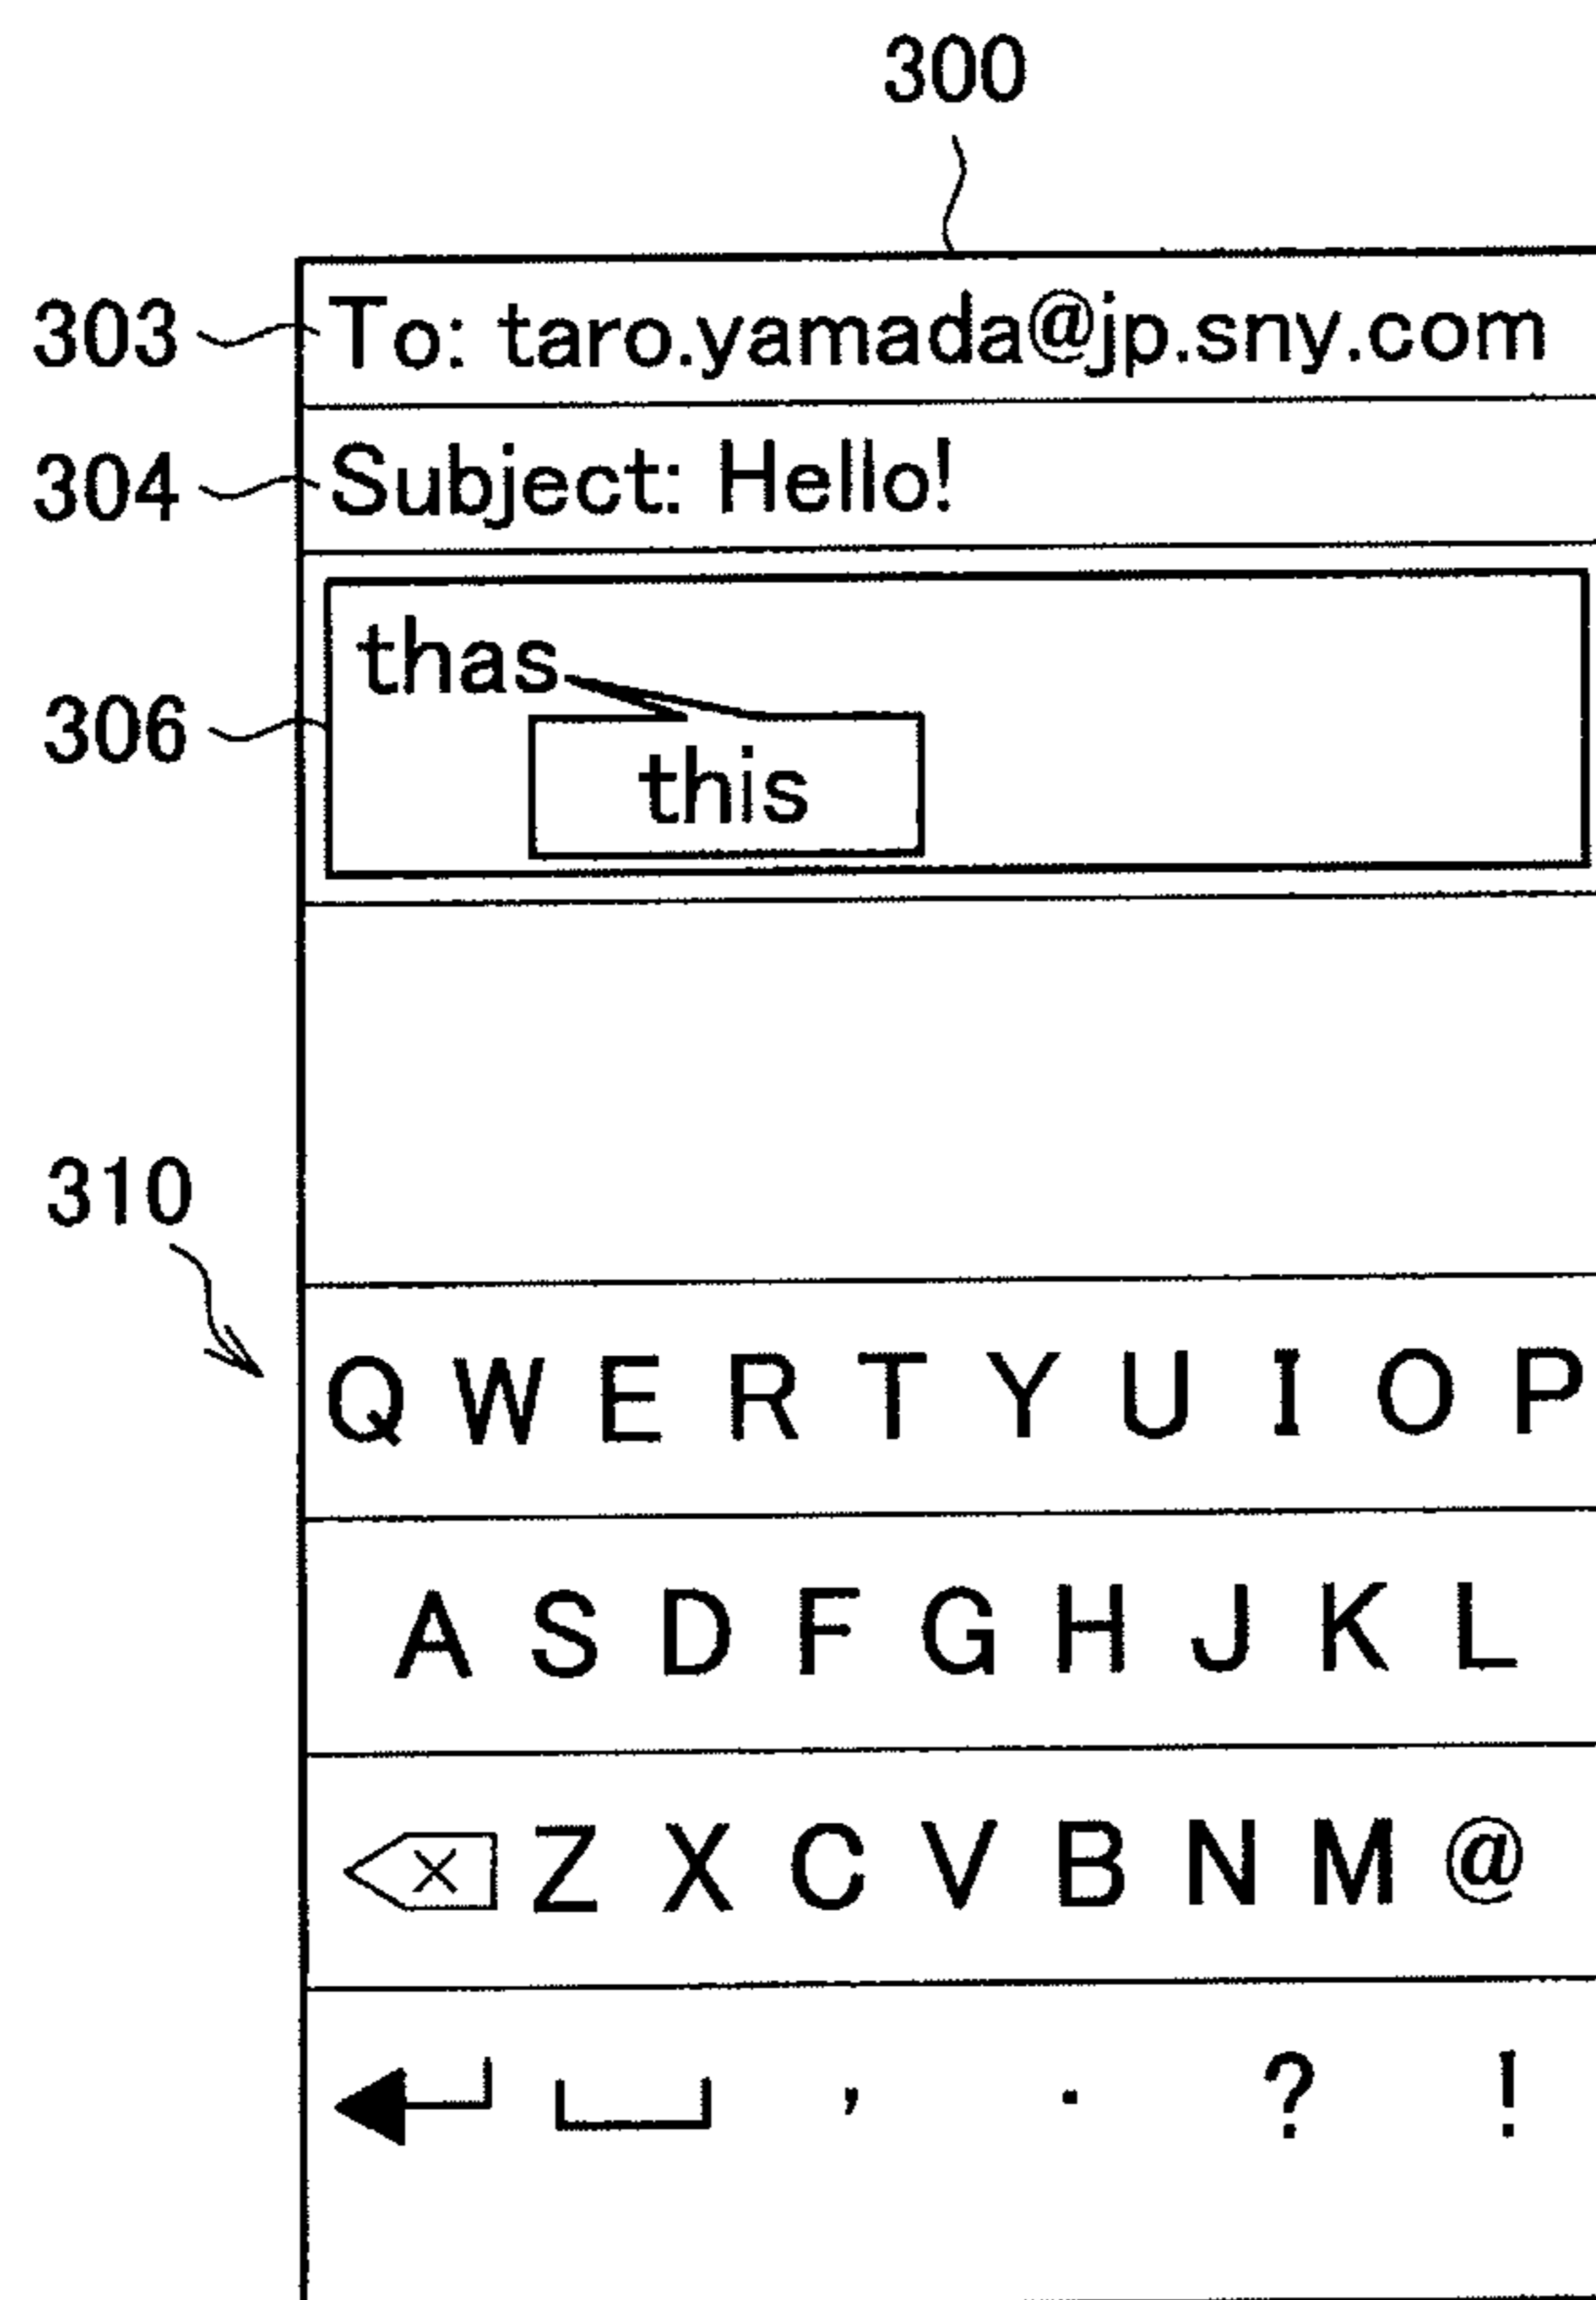 300
303 To: taro.yamada@jp.sny.com
304 Subject: Hello!
thas
306
this
310
Q W E R T Y U I O P
A S D F G H J K L
Z X C V B N M @
, . ? !